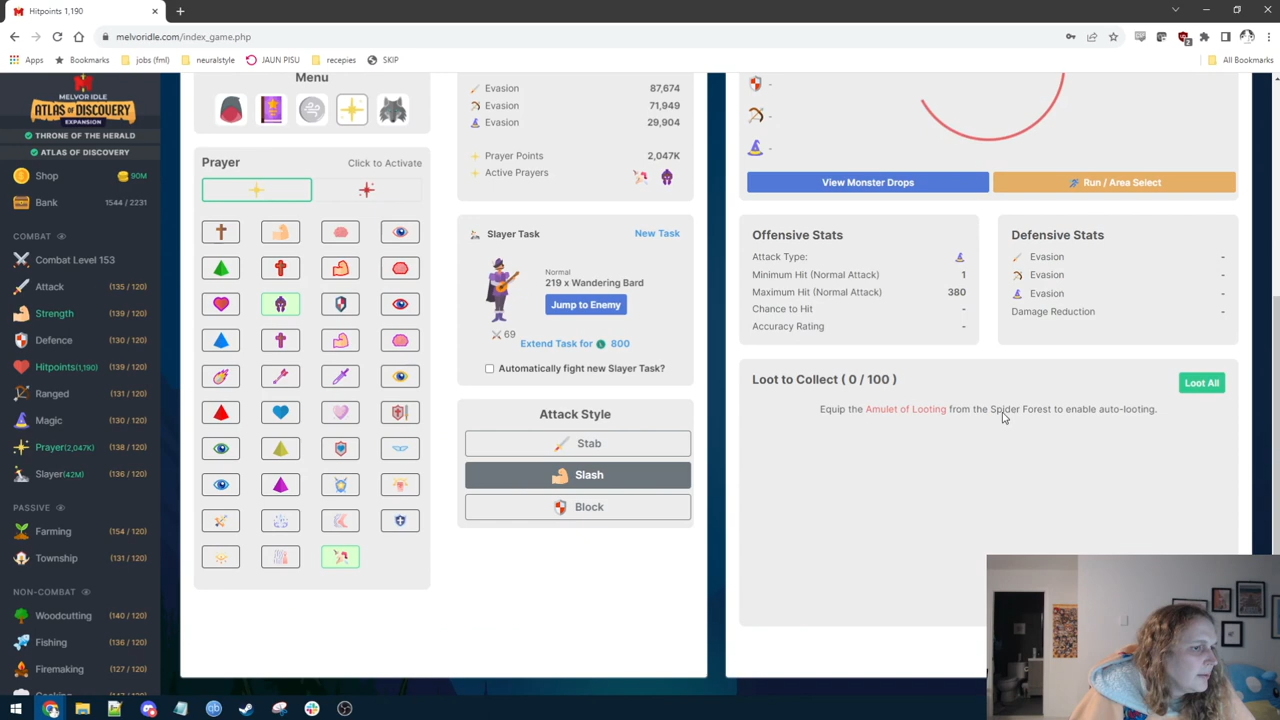 Hitpoints 1,190
melvoridle.com/index_game.php
Apps
Bookmarks
jobs (fml)
neuralstyle
JAUN PISU
recepies
SKIP
All Bookmarks
MELVOR IDLE
ATLAS OF DISCOVERY
EXPANSION
THRONE OF THE HERALD
ATLAS OF DISCOVERY
Shop 90M
Bank 1544 / 2231
COMBAT
Combat Level 153
Attack (135 / 120)
Strength (139 / 120)
Defence (130 / 120)
Hitpoints(1,190) (139 / 120)
Ranged (131 / 120)
Magic (130 / 120)
Prayer(2,047K) (138 / 120)
Slayer(42M) (136 / 120)
PASSIVE
Farming (154 / 120)
Township (131 / 120)
NON-COMBAT
Woodcutting (140 / 120)
Fishing (136 / 120)
Firemaking (127 / 120)
Menu
Prayer Click to Activate
Evasion 87,674
Evasion 71,949
Evasion 29,904
Prayer Points 2,047K
Active Prayers
Slayer Task New Task
Normal
219 x Wandering Bard
Jump to Enemy
69
Extend Task for 800
Automatically fight new Slayer Task?
Attack Style
Stab
Slash
Block
-
-
-
View Monster Drops
Run / Area Select
Offensive Stats
Attack Type:
Minimum Hit (Normal Attack) 1
Maximum Hit (Normal Attack) 380
Chance to Hit -
Accuracy Rating -
Defensive Stats
Evasion -
Evasion -
Evasion -
Damage Reduction -
Loot to Collect ( 0 / 100 )
Loot All
Equip the Amulet of Looting from the Spider Forest to enable auto-looting.